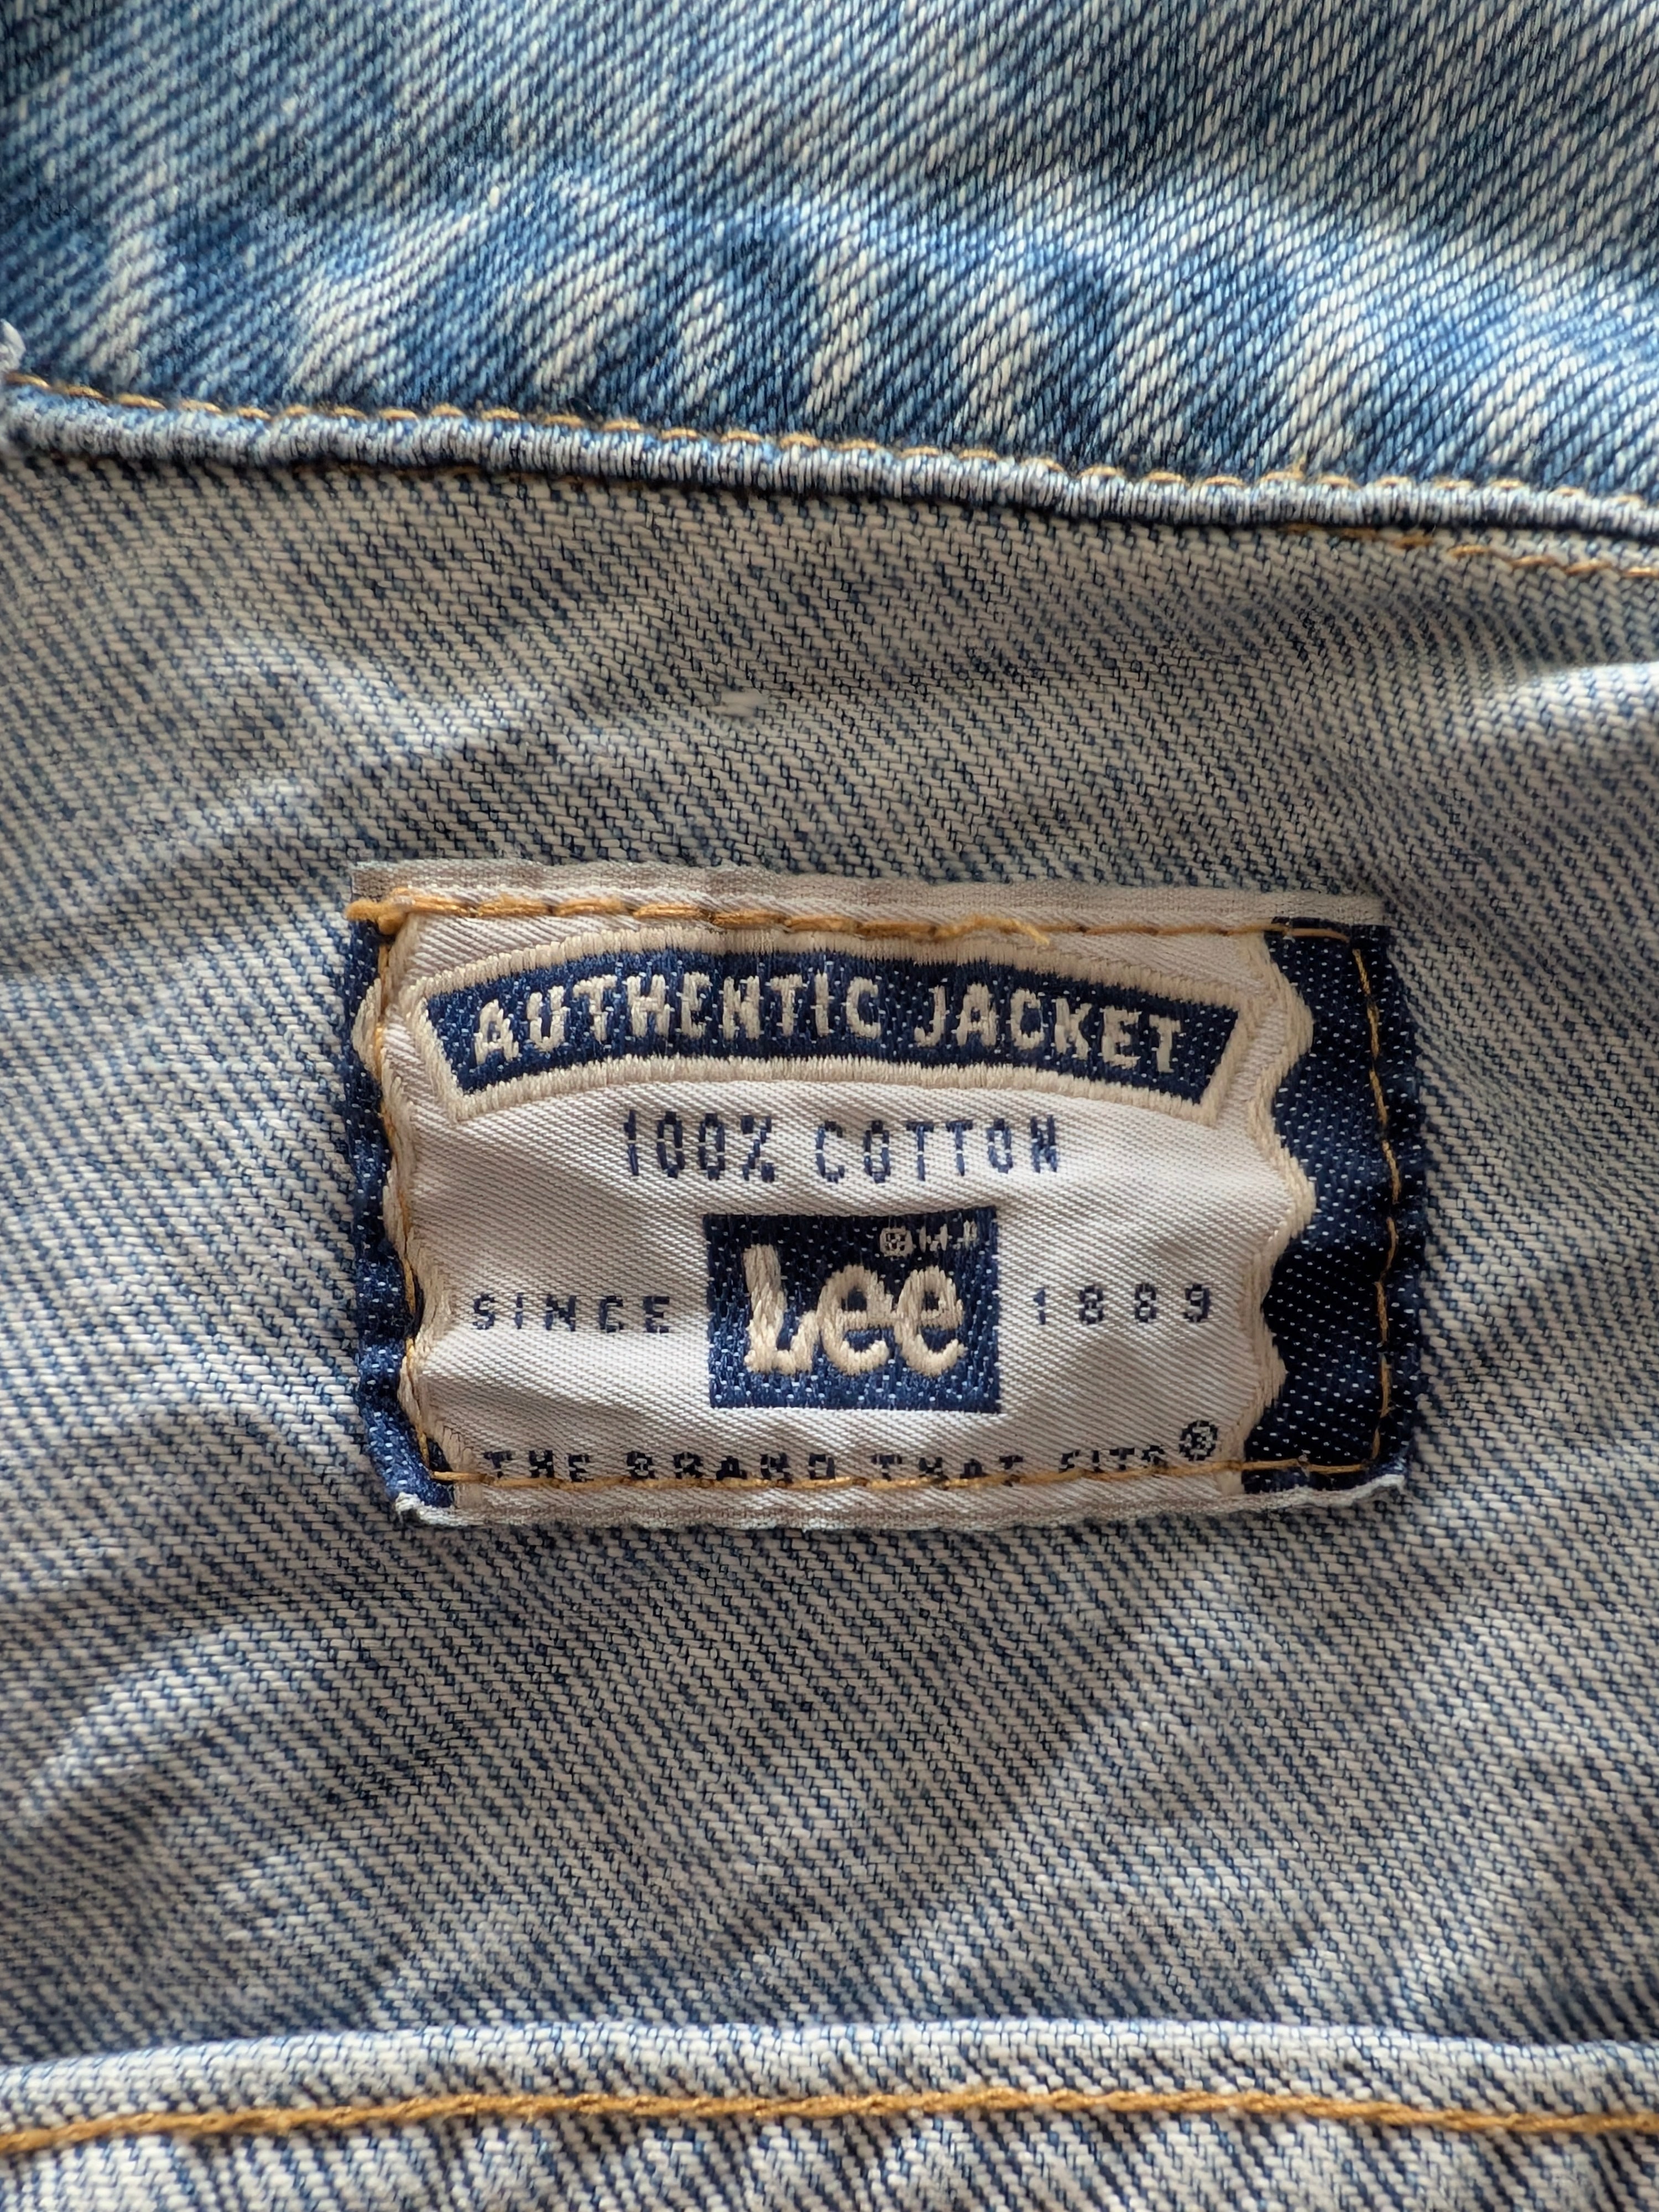 AUTHENTIC JACKET
100% COTTON
® M.R.
Lee
SINCE 1889
THE BRAND THAT FITS®